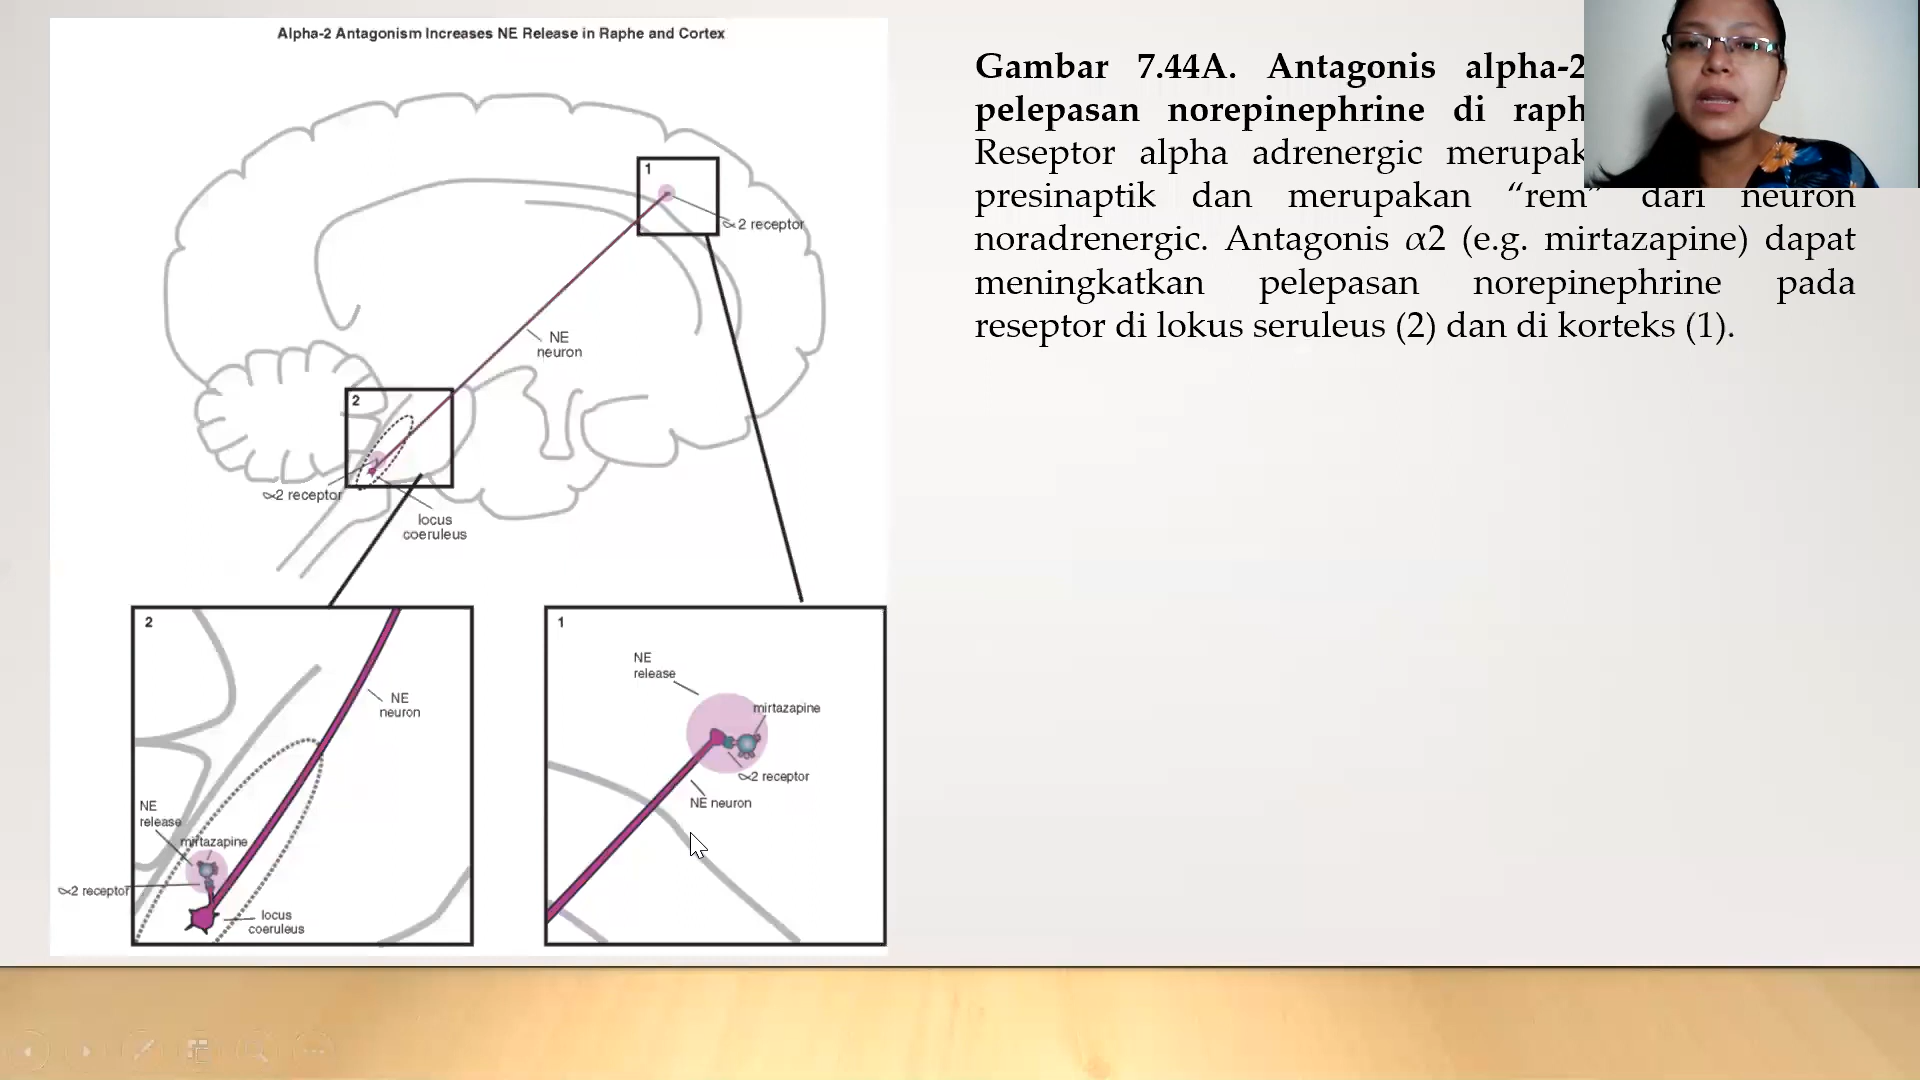 Alpha-2 Antagonism Increases NE Release in Raphe and Cortex
1
∝2 receptor
NE
neuron
2
∝2 receptor
locus
coeruleus
2
NE
neuron
NE
release
mirtazapine
∝2 receptor
locus
coeruleus
1
NE
release
mirtazapine
∝2 receptor
NE neuron
Gambar 7.44A. Antagonis alpha-2
pelepasan norepinephrine di
Reseptor alpha adrenergic
presinaptik dan merupakan “rem” dari neuron
noradrenergic. Antagonis α2 (e.g. mirtazapine) dapat
meningkatkan pelepasan norepinephrine pada
reseptor di lokus seruleus (2) dan di korteks (1).